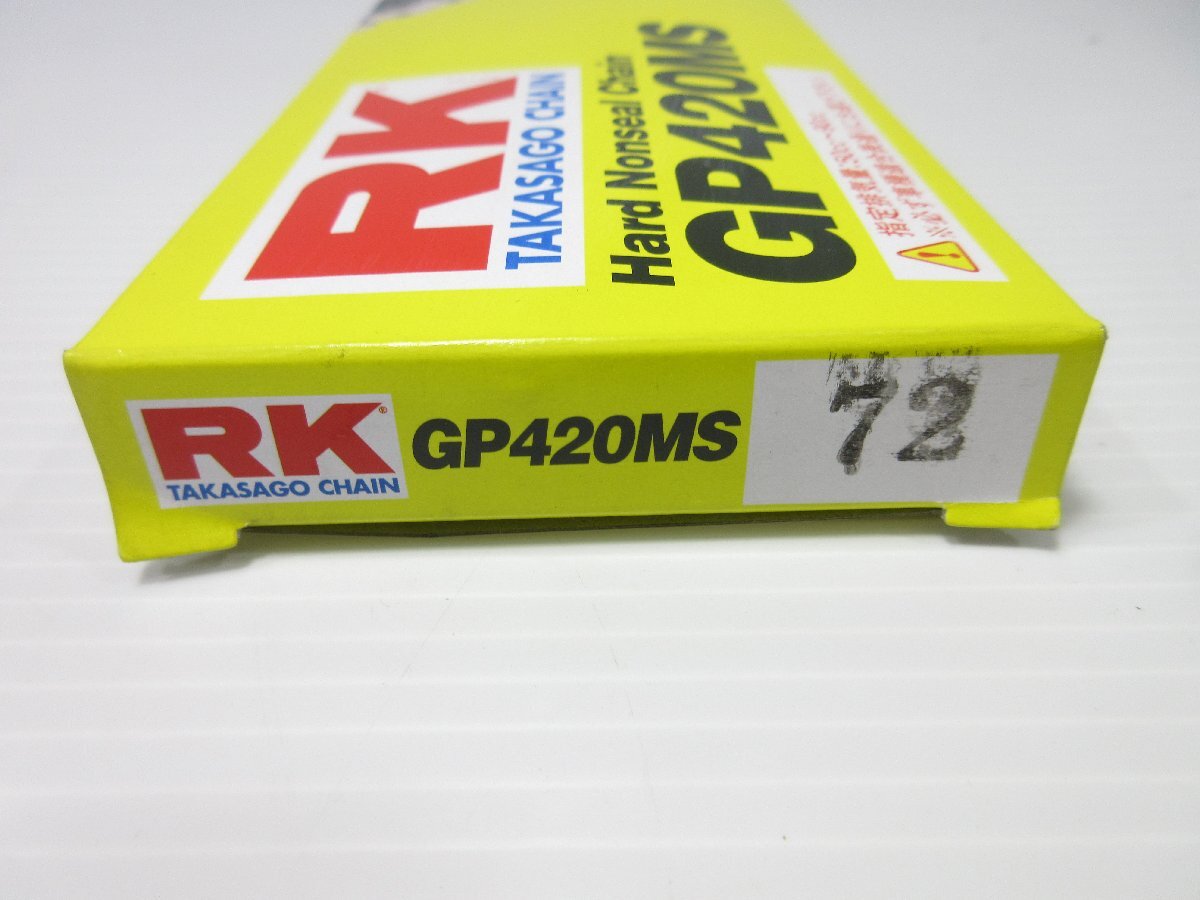 RK
TAKASAGO CHAIN
Hard Nonseal Chain
GP420MS
RK®
TAKASAGO CHAIN
GP420MS
72